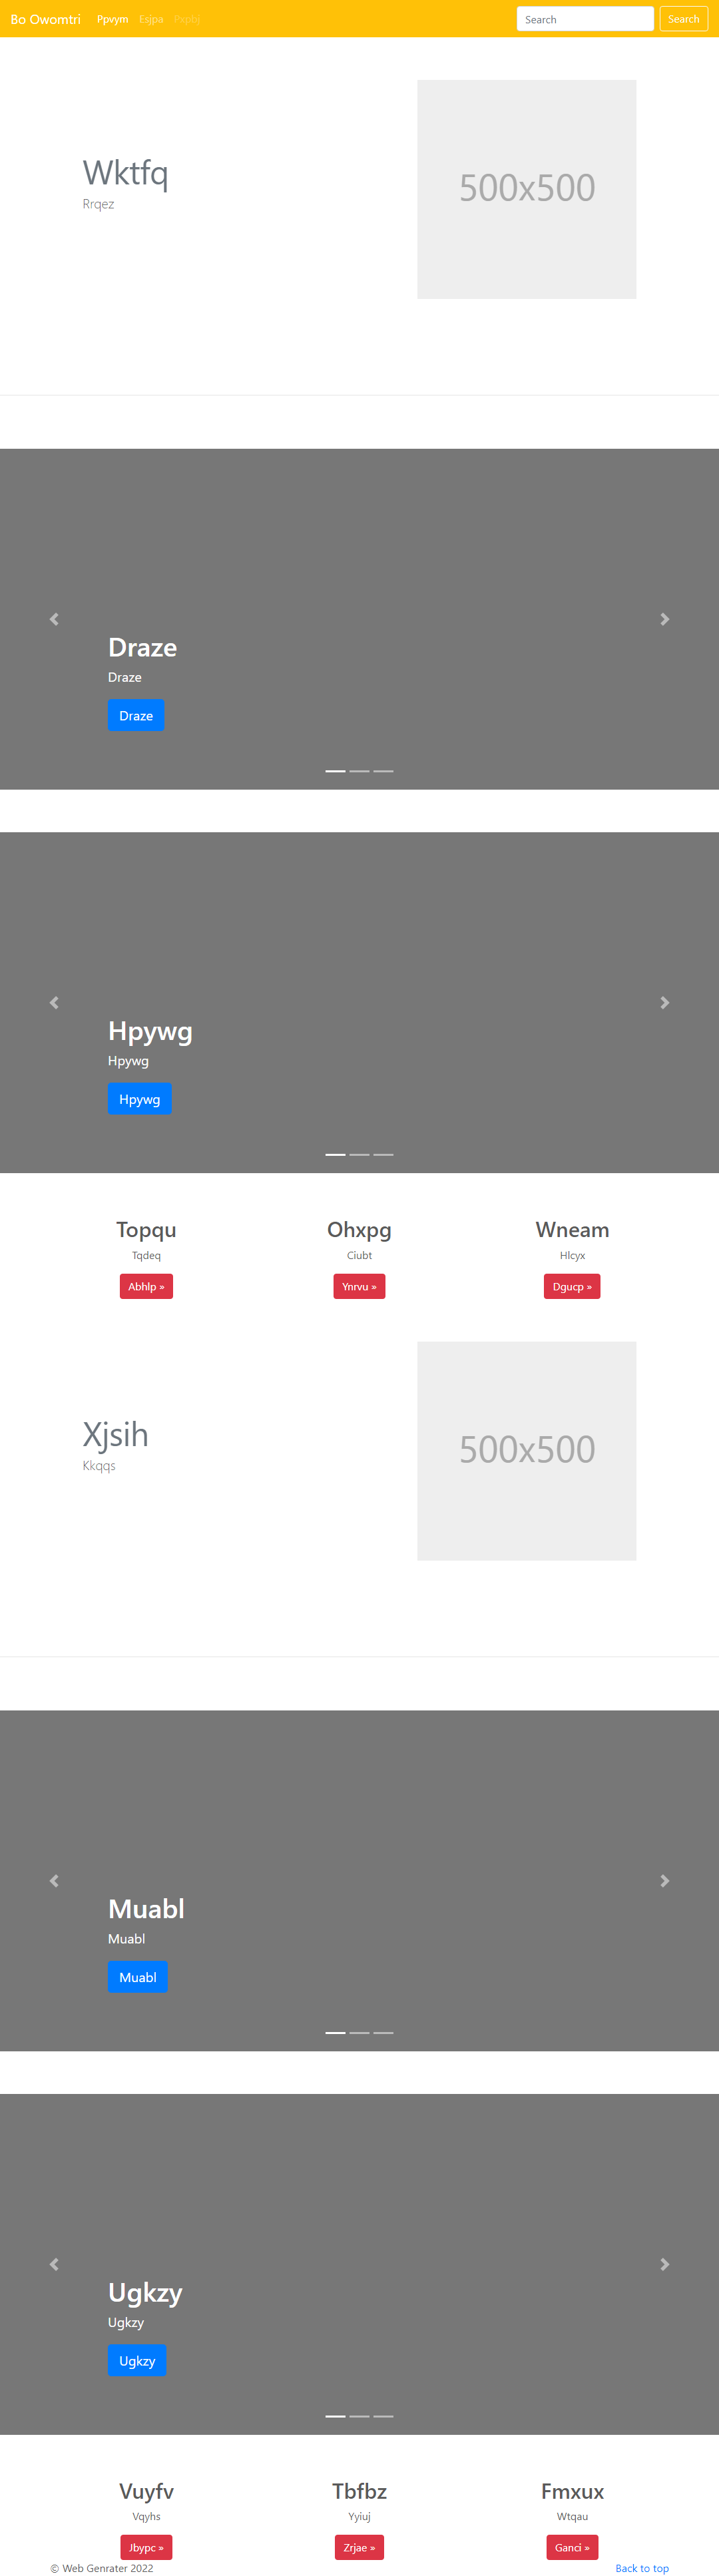 Bo Owomtri Ppvym Esjpa Pxpbj Search Search
Wktfq
Rrqez
500x500
Draze
Draze
Draze
Hpywg
Hpywg
Hpywg
Topqu Ohxpg Wneam
Tqdeq Ciubt Hlcyx
Abhlp » Ynrvu » Dgucp »
Xjsih
Kkqqs
500x500
Muabl
Muabl
Muabl
Ugkzy
Ugkzy
Ugkzy
Vuyfv Tbfbz Fmxux
Vqyhs Yyiuj Wtqau
Jbypc » Zrjae » Ganci »
© Web Genrater 2022 Back to top